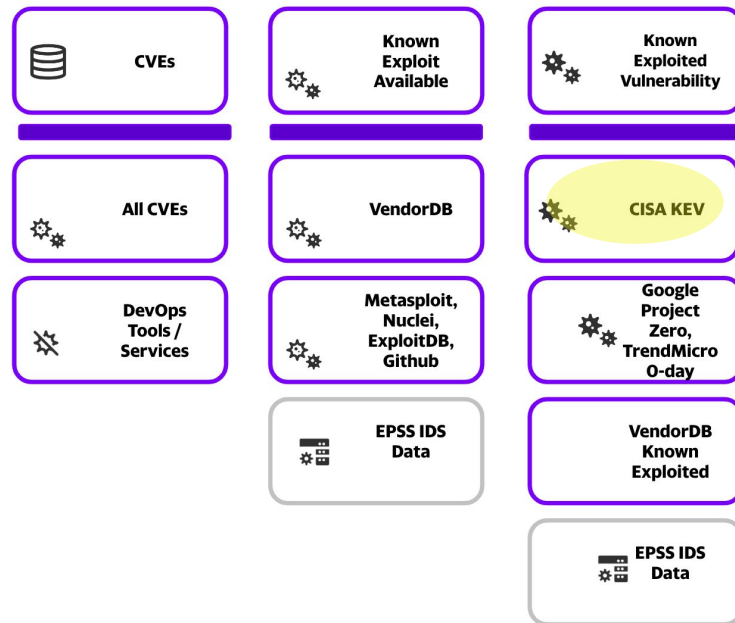 CVEs
Known
Exploit
Available
Known
Exploited
Vulnerability
All CVEs
VendorDB
CISA KEV
DevOps
Tools /
Services
Metasploit,
Nuclei,
ExploitDB,
Github
Google
Project
Zero,
TrendMicro
0-day
EPSS IDS
Data
VendorDB
Known
Exploited
EPSS IDS
Data